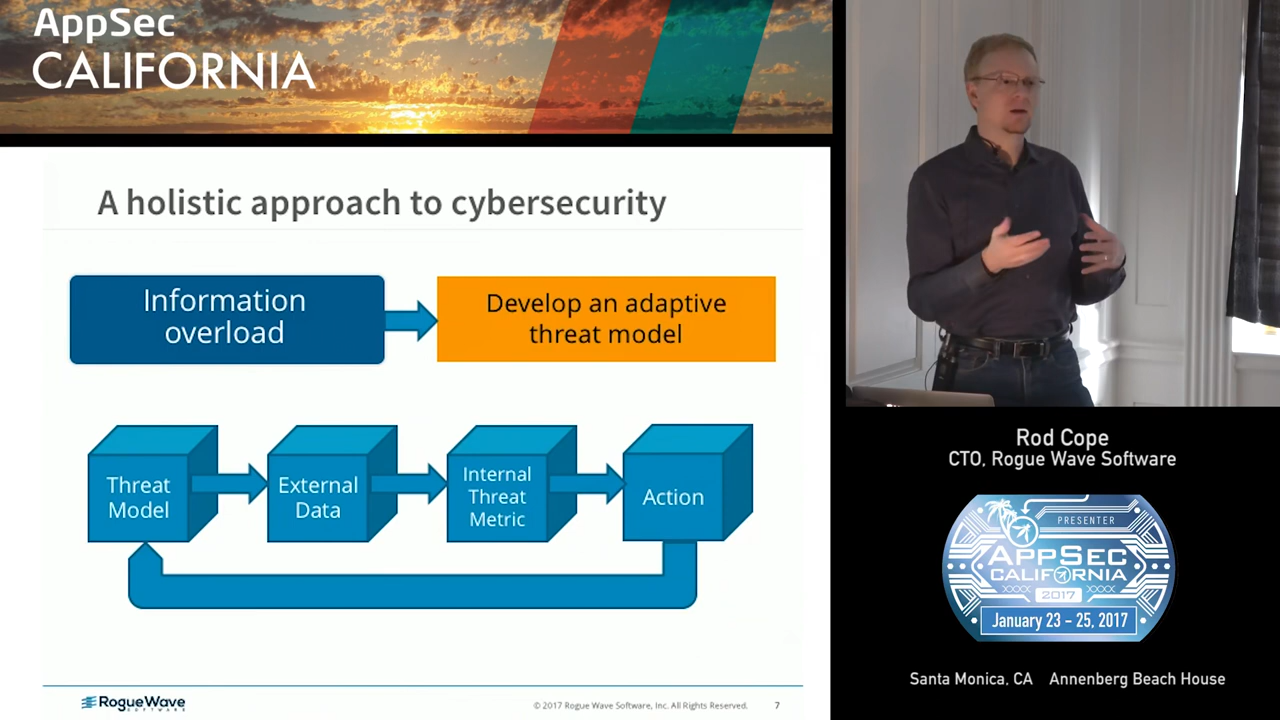 AppSec
CALIFORNIA
A holistic approach to cybersecurity
Information
overload
Develop an adaptive
threat model
Threat
Model
External
Data
Internal
Threat
Metric
Action
RogueWave
SOFTWARE
© 2017 Rogue Wave Software, Inc. All Rights Reserved.
7
Rod Cope
CTO, Rogue Wave Software
PRESENTER
APPSEC
CALIFORNIA
2017
January 23 – 25, 2017
Santa Monica, CA Annenberg Beach House